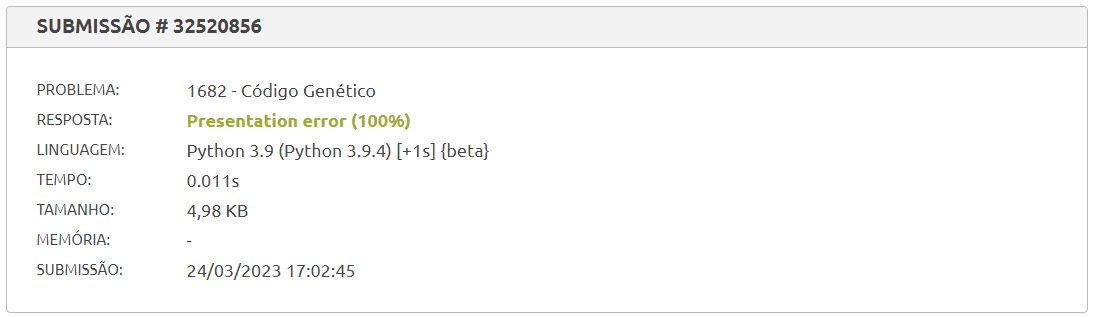 SUBMISSÃO # 32520856
PROBLEMA: 1682 - Código Genético
RESPOSTA: Presentation error (100%)
LINGUAGEM: Python 3.9 (Python 3.9.4) [+1s] {beta}
TEMPO: 0.011s
TAMANHO: 4,98 KB
MEMÓRIA: -
SUBMISSÃO: 24/03/2023 17:02:45